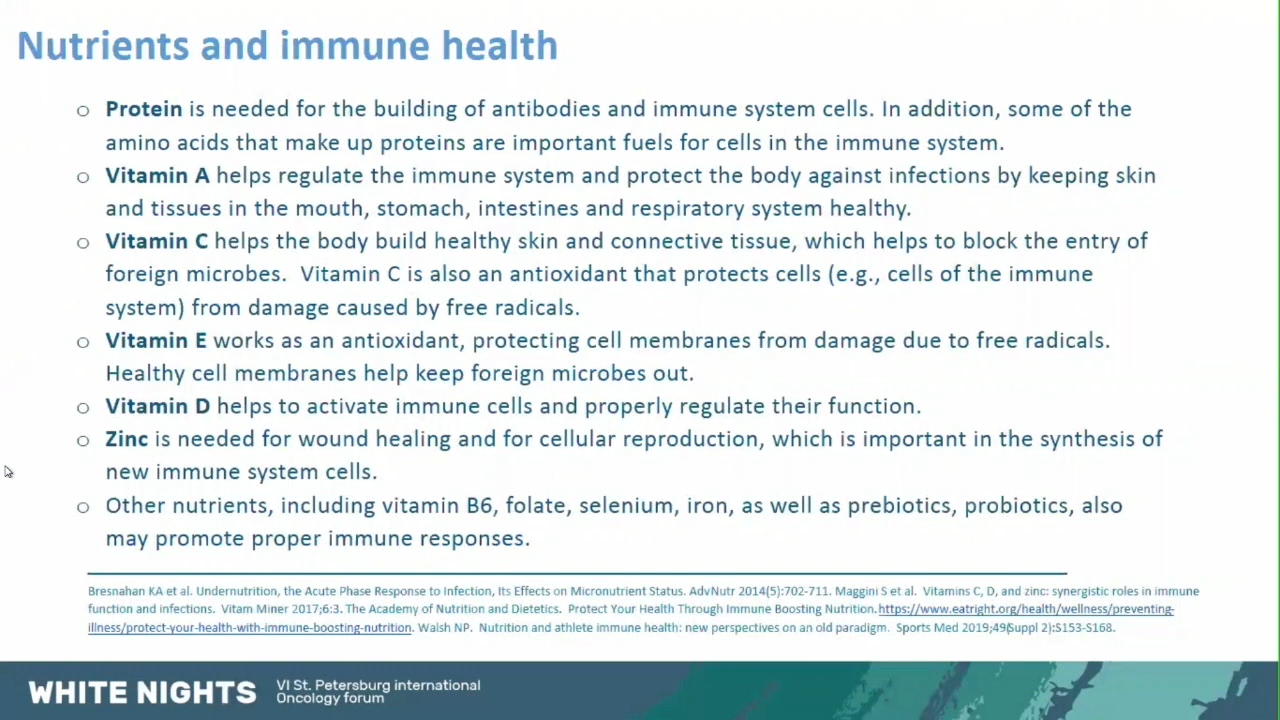 Nutrients and immune health
○ Protein is needed for the building of antibodies and immune system cells. In addition, some of the
amino acids that make up proteins are important fuels for cells in the immune system.
○ Vitamin A helps regulate the immune system and protect the body against infections by keeping skin
and tissues in the mouth, stomach, intestines and respiratory system healthy.
○ Vitamin C helps the body build healthy skin and connective tissue, which helps to block the entry of
foreign microbes.  Vitamin C is also an antioxidant that protects cells (e.g., cells of the immune
system) from damage caused by free radicals.
○ Vitamin E works as an antioxidant, protecting cell membranes from damage due to free radicals.
Healthy cell membranes help keep foreign microbes out.
○ Vitamin D helps to activate immune cells and properly regulate their function.
○ Zinc is needed for wound healing and for cellular reproduction, which is important in the synthesis of
new immune system cells.
○ Other nutrients, including vitamin B6, folate, selenium, iron, as well as prebiotics, probiotics, also
may promote proper immune responses.
Bresnahan KA et al. Undernutrition, the Acute Phase Response to Infection, Its Effects on Micronutrient Status. AdvNutr 2014(5):702-711. Maggini S et al.  Vitamins C, D, and zinc: synergistic roles in immune
function and infections.  Vitam Miner 2017;6:3. The Academy of Nutrition and Dietetics.  Protect Your Health Through Immune Boosting Nutrition. https://www.eatright.org/health/wellness/preventing-
illness/protect-your-health-with-immune-boosting-nutrition. Walsh NP.  Nutrition and athlete immune health: new perspectives on an old paradigm.  Sports Med 2019;49(Suppl 2):S153-S168.
WHITE NIGHTS
VI St. Petersburg international
Oncology forum